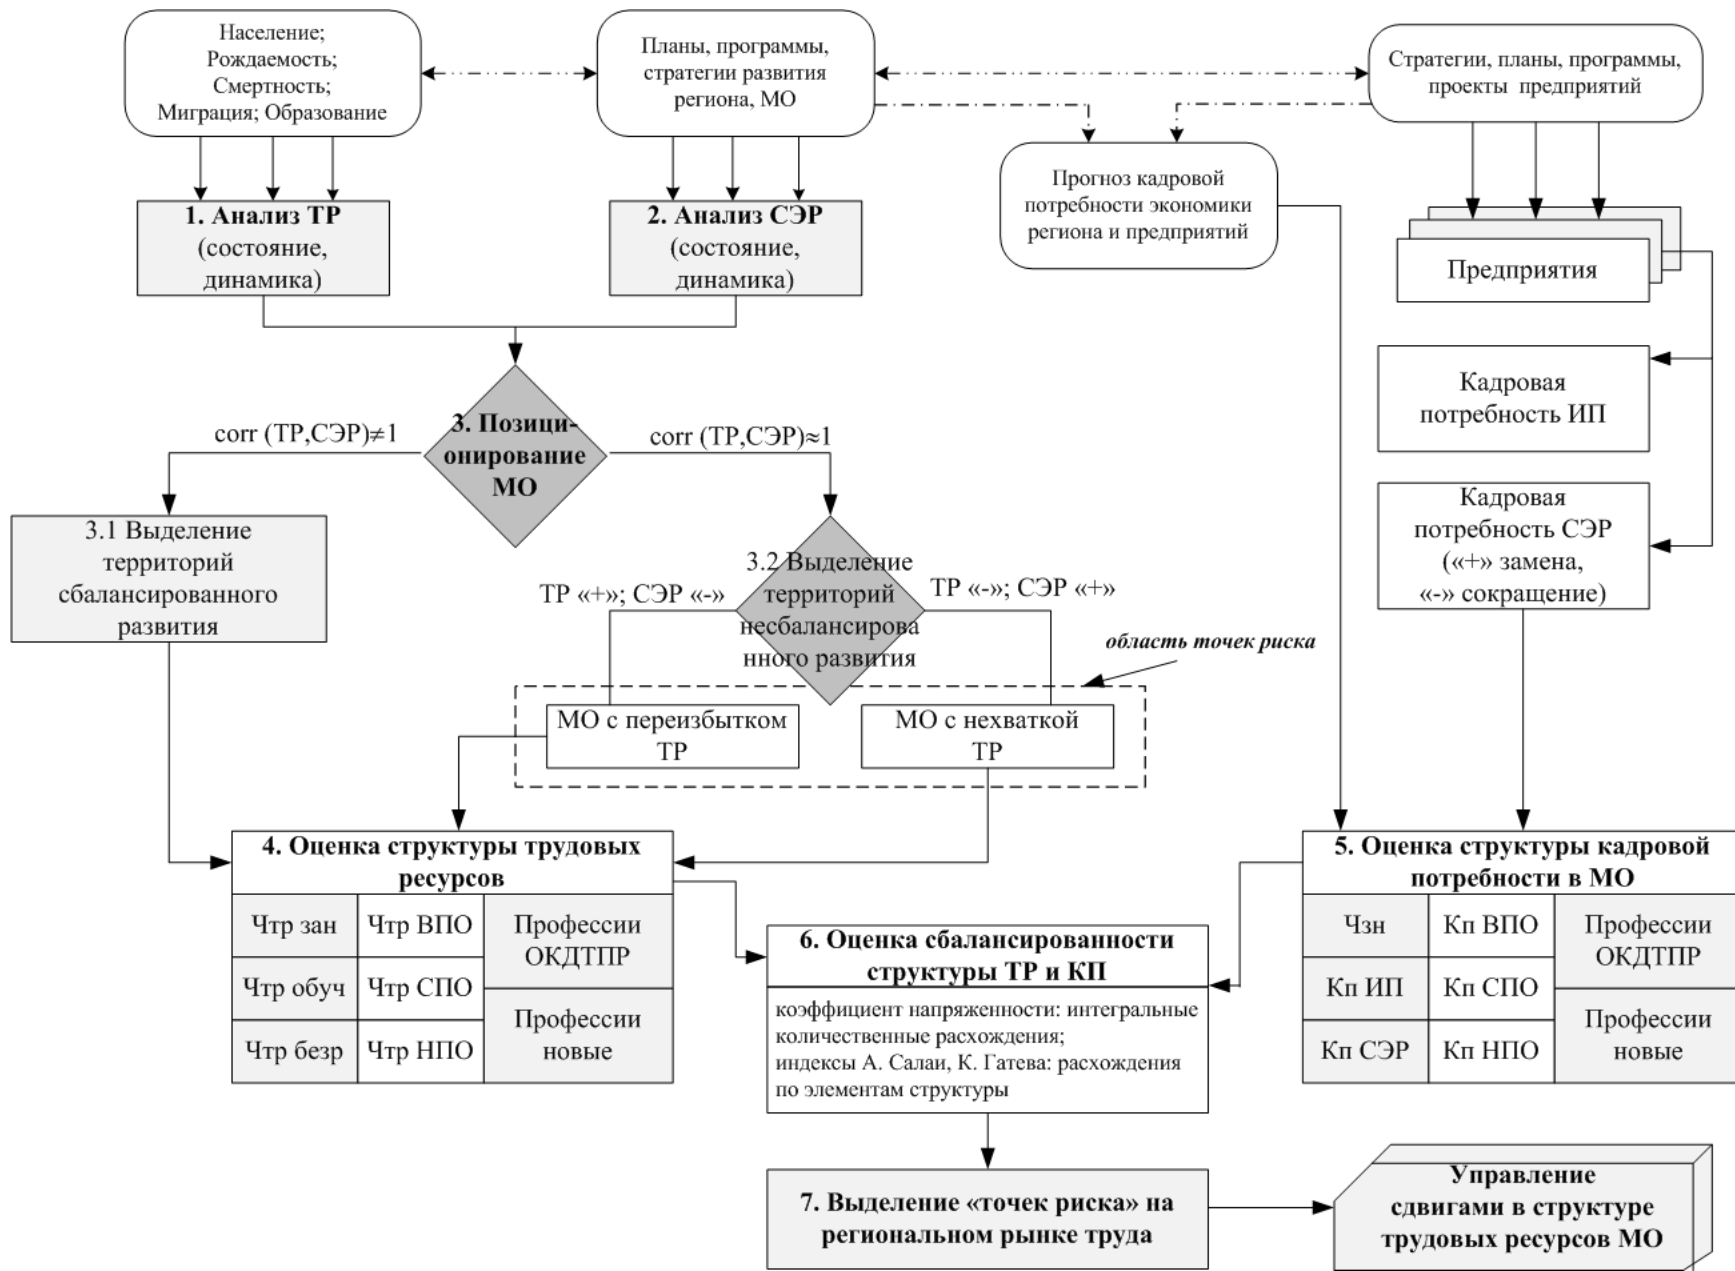 Население;
Рождаемость;
Смертность;
Миграция; Образование
Планы, программы,
стратегии развития
региона, МО
Стратегии, планы, программы,
проекты предприятий
1. Анализ ТР
(состояние,
динамика)
2. Анализ СЭР
(состояние,
динамика)
Прогноз кадровой
потребности экономики
региона и предприятий
Предприятия
Кадровая
потребность ИП
Кадровая
потребность СЭР
(«+» замена,
«-» сокращение)
3. Позици-
онирование
МО
corr (ТР,СЭР)≠1
corr (ТР,СЭР)≈1
3.1 Выделение
территорий
сбалансированного
развития
3.2 Выделение
территорий
несбалансирова
нного развития
ТР «+»; СЭР «-»
ТР «-»; СЭР «+»
область точек риска
МО с переизбытком
ТР
МО с нехваткой
ТР
4. Оценка структуры трудовых
ресурсов
Чтр зан
Чтр ВПО
Профессии
ОКДТПР
Чтр обуч
Чтр СПО
Чтр безр
Чтр НПО
Профессии
новые
5. Оценка структуры кадровой
потребности в МО
Чзн
Кп ВПО
Профессии
ОКДТПР
Кп ИП
Кп СПО
Кп СЭР
Кп НПО
Профессии
новые
6. Оценка сбалансированности
структуры ТР и КП
коэффициент напряженности: интегральные
количественные расхождения;
индексы А. Салаи, К. Гатева: расхождения
по элементам структуры
7. Выделение «точек риска» на
региональном рынке труда
Управление
сдвигами в структуре
трудовых ресурсов МО